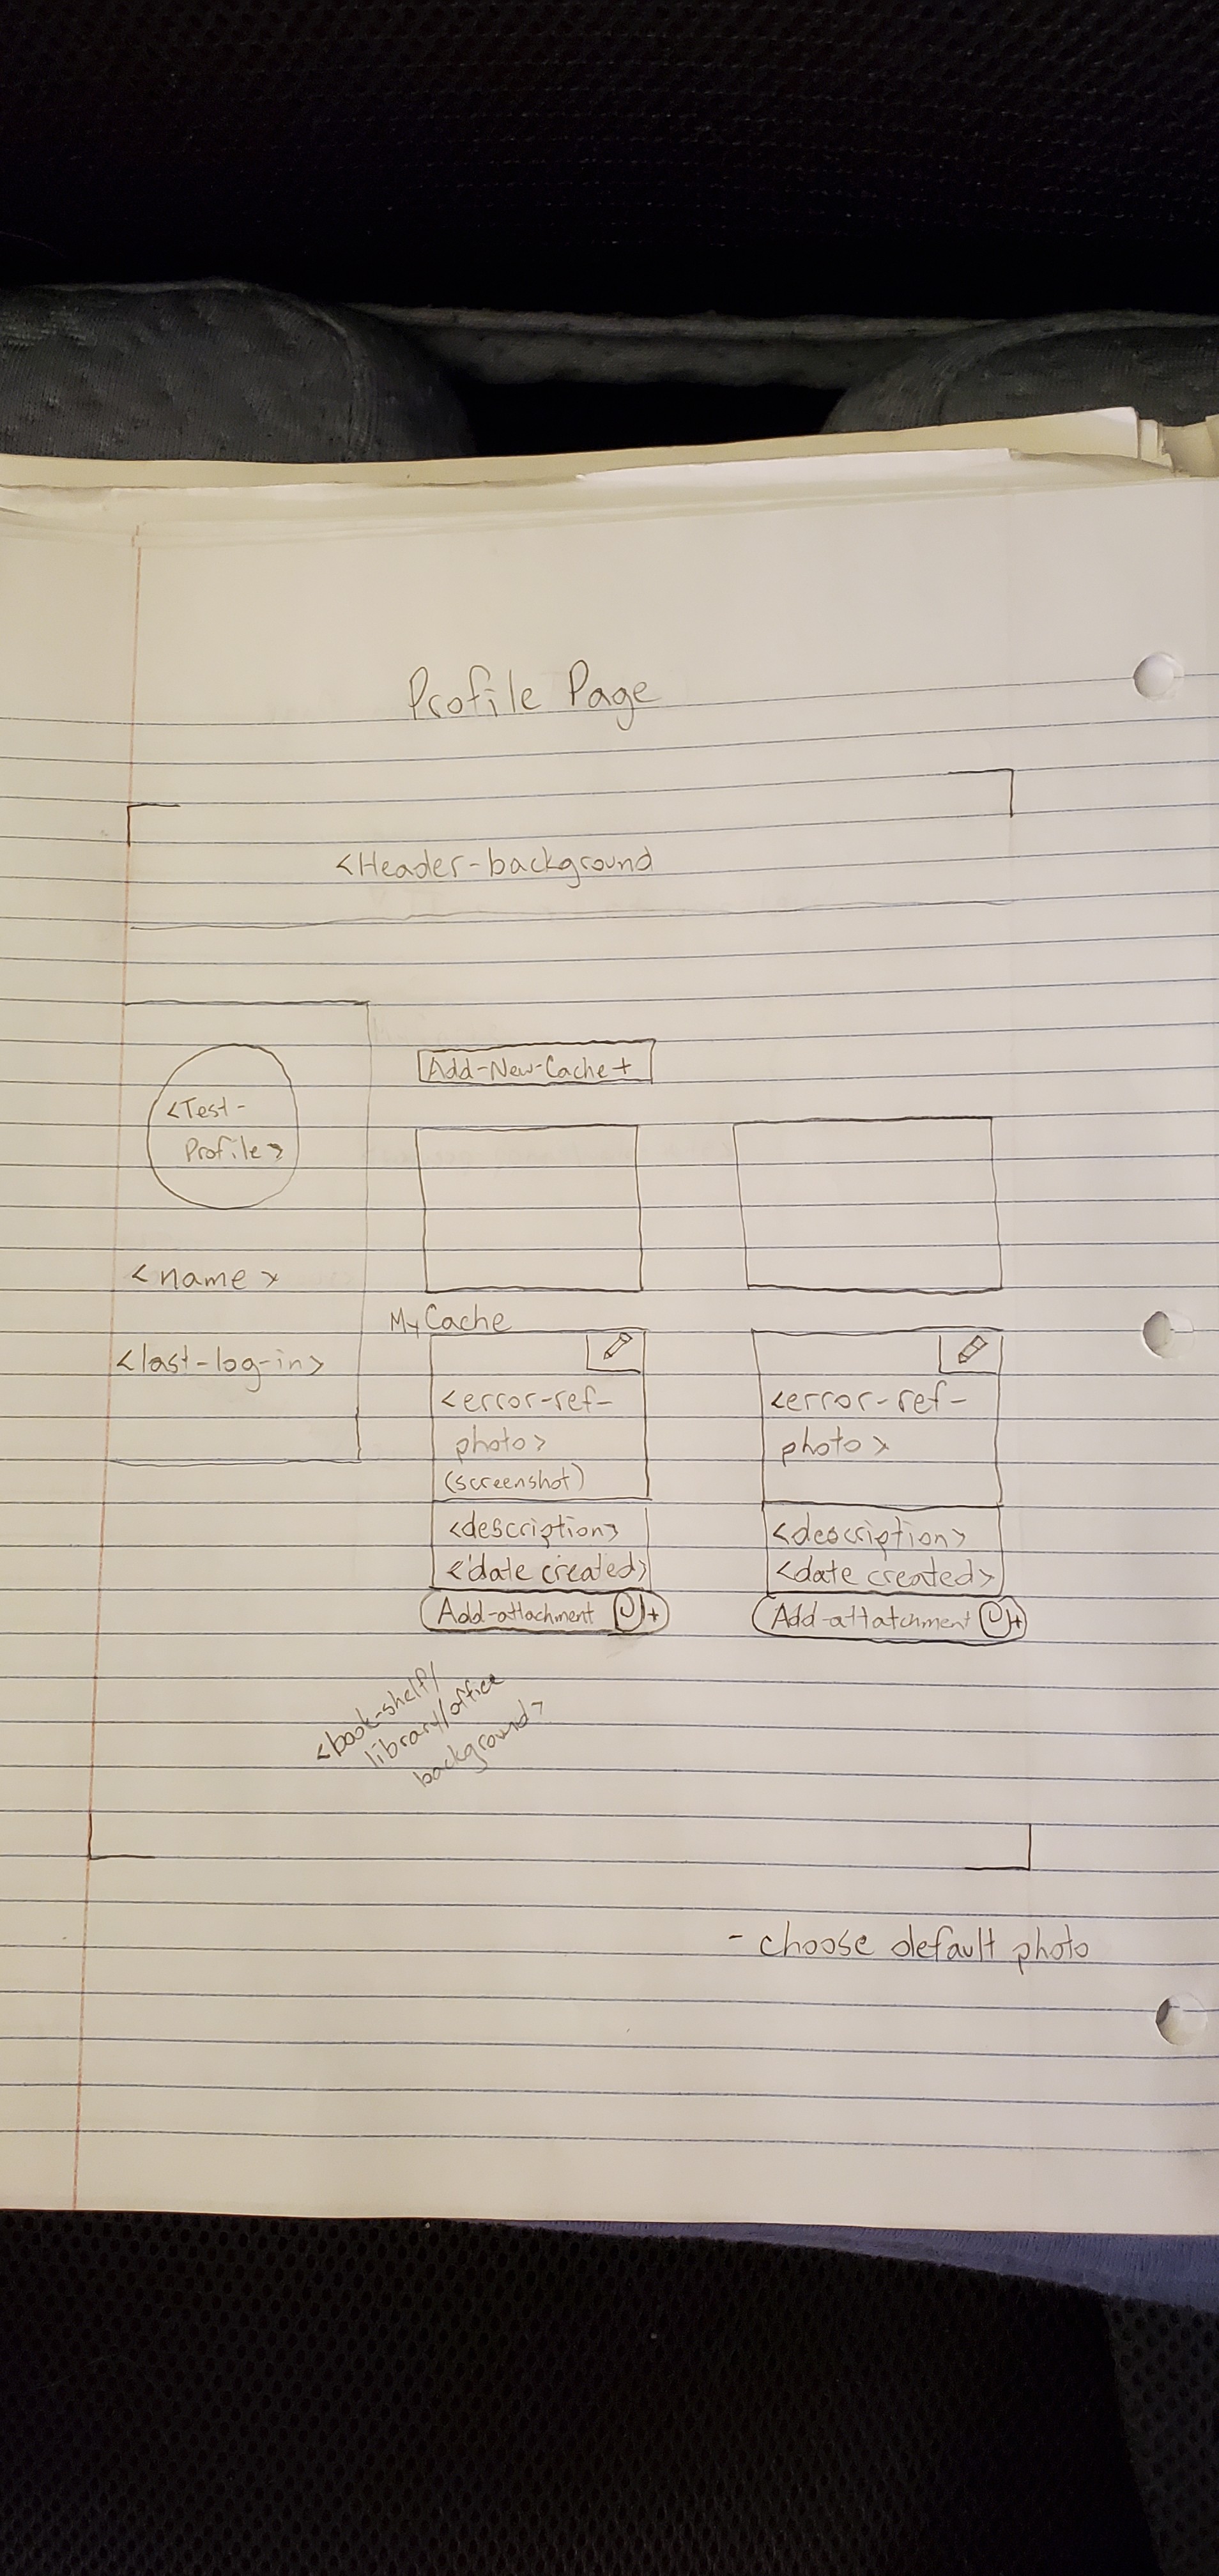 Profile Page
<Header-background
Add-New-Cache +
<Test-
Profile>
<name>
<last-log-in>
My Cache
<error-ref-
photo>
(screenshot)
<description>
<date created>
Add-attachment +
<error-ref-
photo>
<description>
<date created>
Add-attatchment +
<book-shelf/
library/office
background>
- choose default photo